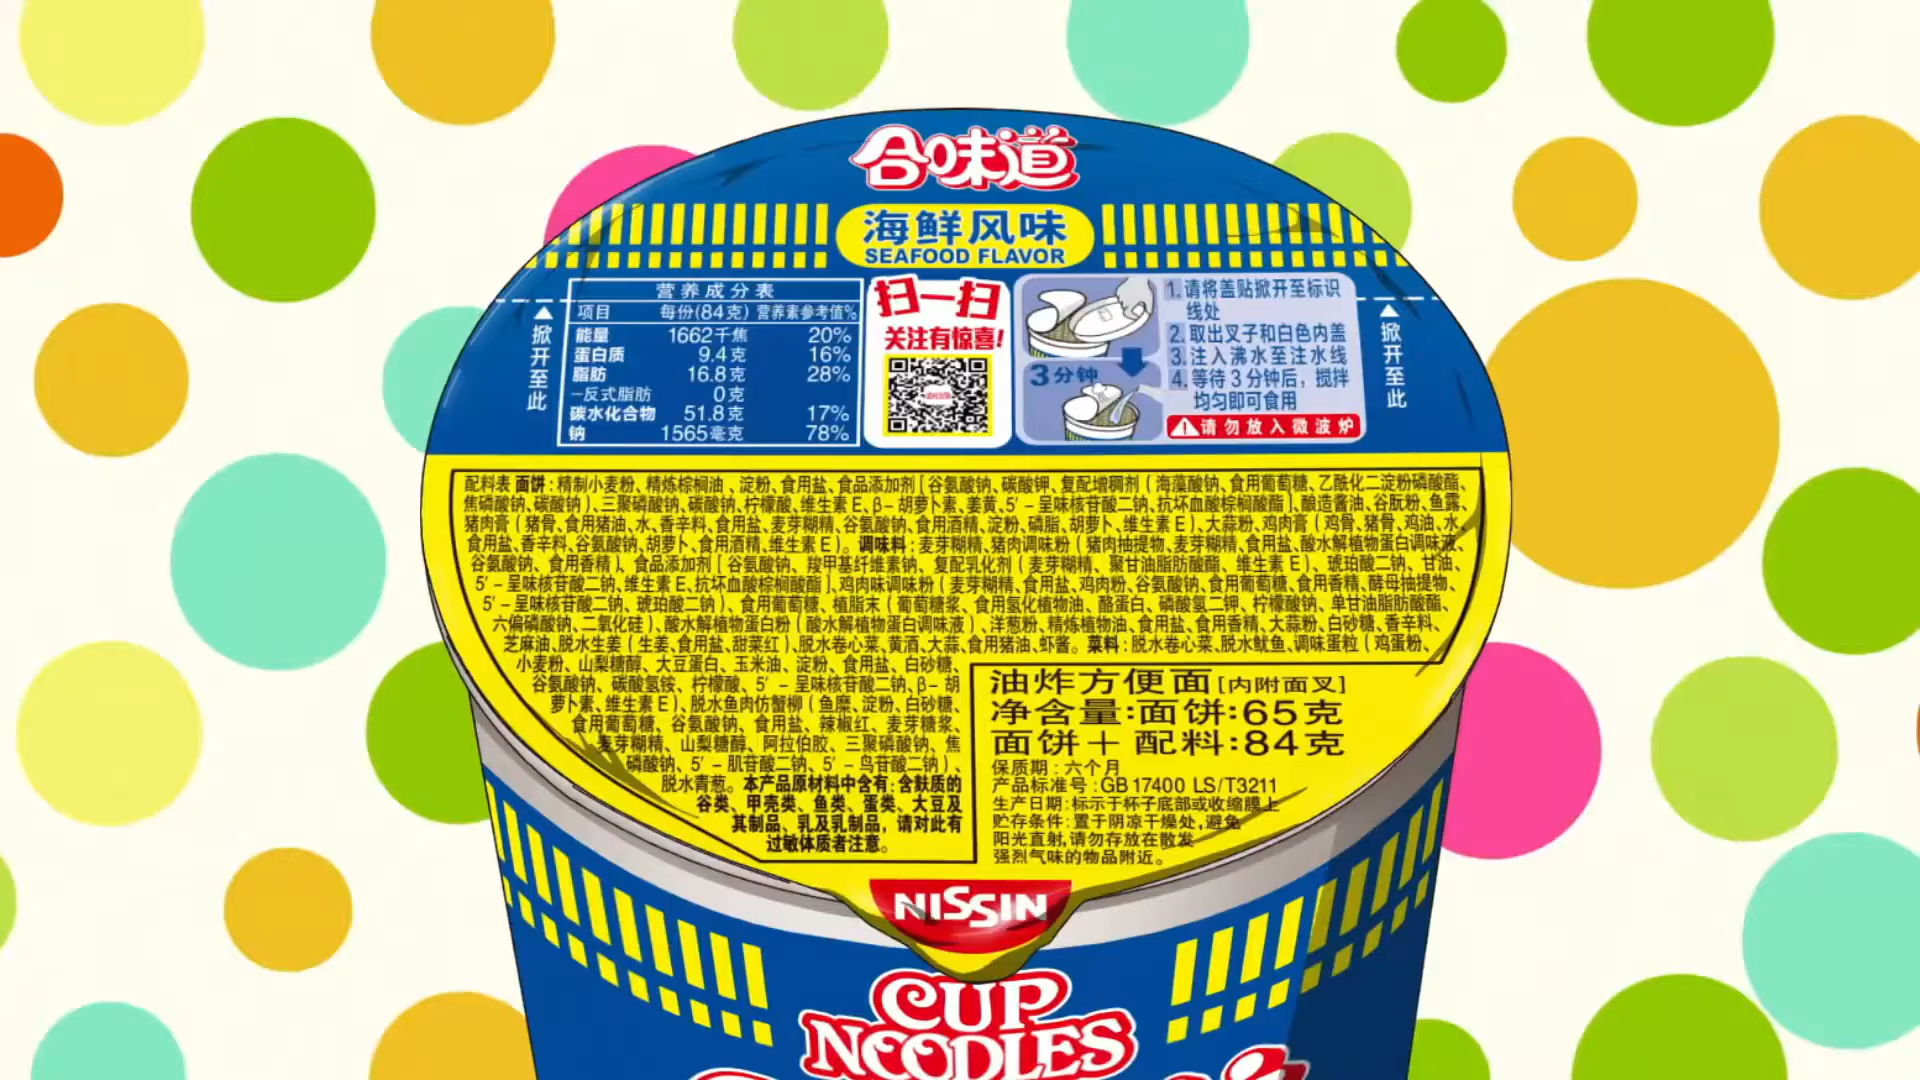 合味道
海鲜风味
SEAFOOD FLAVOR
掀开至此
营养成分表
项目 每份(84克) 营养素参考值%
能量 1662千焦 20%
蛋白质 9.4克 16%
脂肪 16.8克 28%
-反式脂肪 0克
碳水化合物 51.8克 17%
钠 1565毫克 78%
扫一扫
关注有惊喜!
3分钟
1.请将盖贴掀开至标识
线处
2.取出叉子和白色内盖
3.注入沸水至注水线
4.等待3分钟后，搅拌
均匀即可食用
请勿放入微波炉
掀开至此
配料表 面饼:精制小麦粉、精炼棕榈油、淀粉、食用盐、食品添加剂[谷氨酸钠、碳酸钾、复配增稠剂(海藻酸钠、食用葡萄糖、乙酰化二淀粉磷酸酯、
焦磷酸钠、碳酸钠)、三聚磷酸钠、碳酸钠、柠檬酸、维生素E、β-胡萝卜素、姜黄、5′-呈味核苷酸二钠、抗坏血酸棕榈酸酯]、酿造酱油、谷朊粉、鱼露、
猪肉膏(猪骨、食用猪油、水、香辛料、食用盐、麦芽糊精、谷氨酸钠、食用酒精、淀粉、磷脂、胡萝卜、维生素E)、大蒜粉、鸡肉膏(鸡骨、猪骨、鸡油、水、
食用盐、香辛料、谷氨酸钠、胡萝卜、食用酒精、维生素E)。调味料:麦芽糊精、猪肉调味粉(猪肉抽提物、麦芽糊精、食用盐、酸水解植物蛋白调味液、
谷氨酸钠、食用香精)、食品添加剂[谷氨酸钠、羧甲基纤维素钠、复配乳化剂(麦芽糊精、聚甘油脂肪酸酯、维生素E)、琥珀酸二钠、甘油、
5′-呈味核苷酸二钠、维生素E、抗坏血酸棕榈酸酯]、鸡肉味调味粉(麦芽糊精、食用盐、鸡肉粉、谷氨酸钠、食用葡萄糖、食用香精、酵母抽提物、
5′-呈味核苷酸二钠、琥珀酸二钠)、食用葡萄糖、植脂末(葡萄糖浆、食用氢化植物油、酪蛋白、磷酸氢二钾、柠檬酸钠、单甘油脂肪酸酯、
六偏磷酸钠、二氧化硅)、酸水解植物蛋白粉(酸水解植物蛋白调味液)、洋葱粉、精炼植物油、食用盐、食用香精、大蒜粉、白砂糖、香辛料、
芝麻油、脱水生姜(生姜、食用盐、甜菜红)、脱水卷心菜、黄酒、大蒜、食用猪油、虾酱。菜料:脱水卷心菜、脱水鱿鱼、调味蛋粒(鸡蛋粉、
小麦粉、山梨糖醇、大豆蛋白、玉米油、淀粉、食用盐、白砂糖、
谷氨酸钠、碳酸氢铵、柠檬酸、5′-呈味核苷酸二钠、β-胡
萝卜素、维生素E)、脱水鱼肉仿蟹柳(鱼糜、淀粉、白砂糖、
食用葡萄糖、谷氨酸钠、食用盐、辣椒红、麦芽糖浆、
麦芽糊精、山梨糖醇、阿拉伯胶、三聚磷酸钠、焦
磷酸钠、5′-肌苷酸二钠、5′-鸟苷酸二钠)、
脱水青葱。本产品原材料中含有:含麸质的
谷类、甲壳类、鱼类、蛋类、大豆及
其制品、乳及乳制品，请对此有
过敏体质者注意。
油炸方便面[内附面叉]
净含量:面饼:65克
面饼+配料:84克
保质期:六个月
产品标准号:GB 17400 LS/T3211
生产日期:标示于杯子底部或收缩膜上
贮存条件:置于阴凉干燥处,避免
阳光直射,请勿存放在散发
强烈气味的物品附近。
NISSIN
CUP
NOODLES